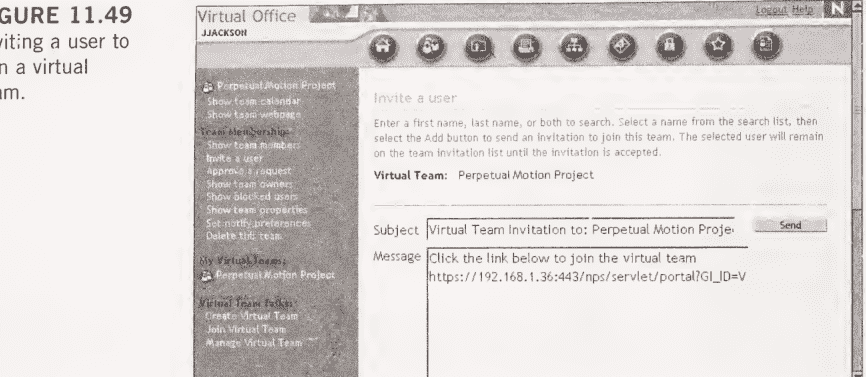 GURE 11.49
viting a user to
n a virtual
am.
Virtual Office
JJACKSON
Logout Help
N
Perpetual Motion Project
Show team calendar
Show team webpage
Team Membership:
Show team members
Invite a user
Approve a request
Show team owners
Show blocked users
Show team properties
Set notify preferences
Delete this team
My Virtual Teams:
Perpetual Motion Project
Virtual Team Tasks:
Create Virtual Team
Join Virtual Team
Manage Virtual Team
Invite a user
Enter a first name, last name, or both to search. Select a name from the search list, then
select the Add button to send an invitation to join this team. The selected user will remain
on the team invitation list until the invitation is accepted.
Virtual Team: Perpetual Motion Project
Subject Virtual Team Invitation to: Perpetual Motion Proje
Send
Message Click the link below to join the virtual team
https://192.168.1.36:443/nps/servlet/portal?GI_ID=V